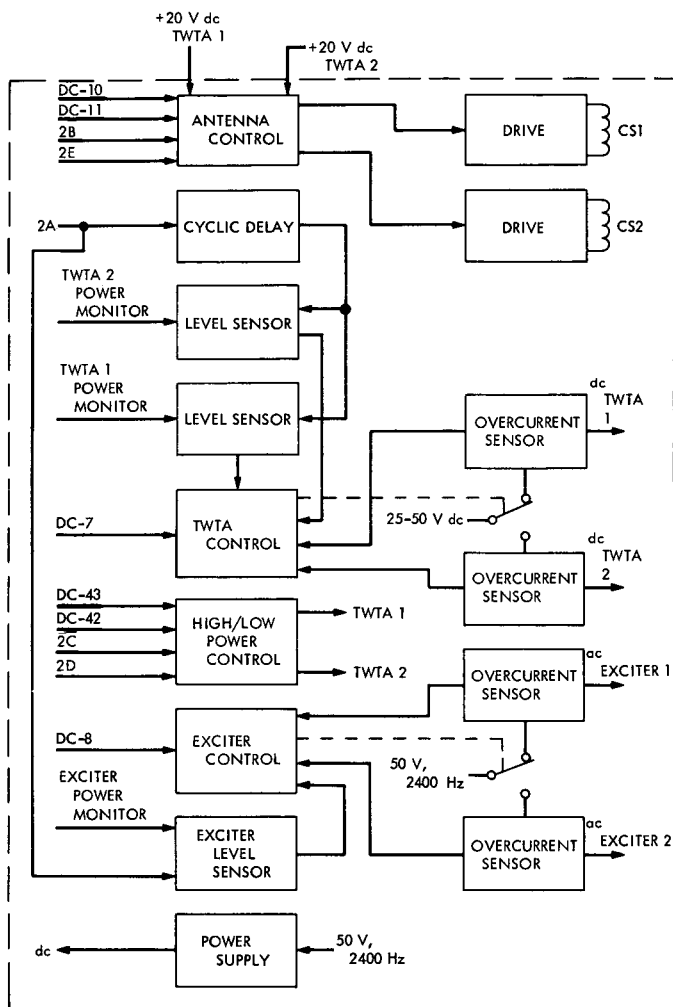 +20 V dc
TWTA 1
+20 V dc
TWTA 2
DC-10
DC-11
2B
2E
ANTENNA
CONTROL
DRIVE
CS1
2A
CYCLIC DELAY
DRIVE
CS2
TWTA 2
POWER
MONITOR
LEVEL SENSOR
TWTA 1
POWER
MONITOR
LEVEL SENSOR
OVERCURRENT
SENSOR
dc
TWTA
1
DC-7
TWTA
CONTROL
25-50 V dc
OVERCURRENT
SENSOR
dc
TWTA
2
DC-43
DC-42
2C
2D
HIGH/LOW
POWER
CONTROL
TWTA 1
TWTA 2
OVERCURRENT
SENSOR
ac
EXCITER 1
DC-8
EXCITER
CONTROL
50 V,
2400 Hz
EXCITER
POWER
MONITOR
EXCITER
LEVEL
SENSOR
OVERCURRENT
SENSOR
ac
EXCITER 2
dc
POWER
SUPPLY
50 V,
2400 Hz